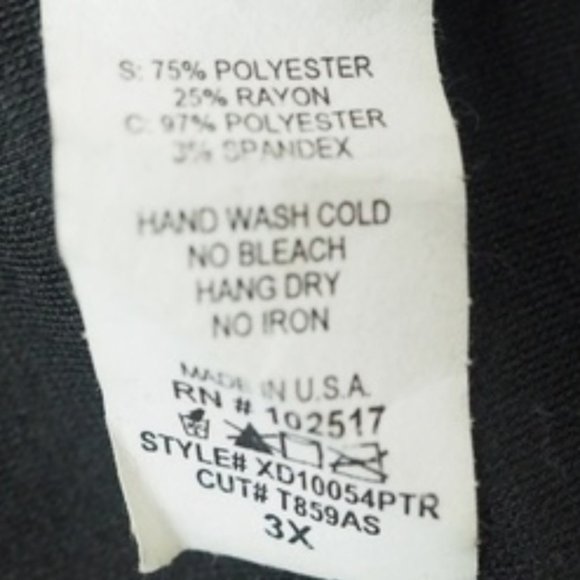 S: 75% POLYESTER
25% RAYON
C: 97% POLYESTER
3% SPANDEX
HAND WASH COLD
NO BLEACH
HANG DRY
NO IRON
MADE IN U.S.A.
RN # 102517
STYLE# XD10054PTR
CUT# T859AS
3X